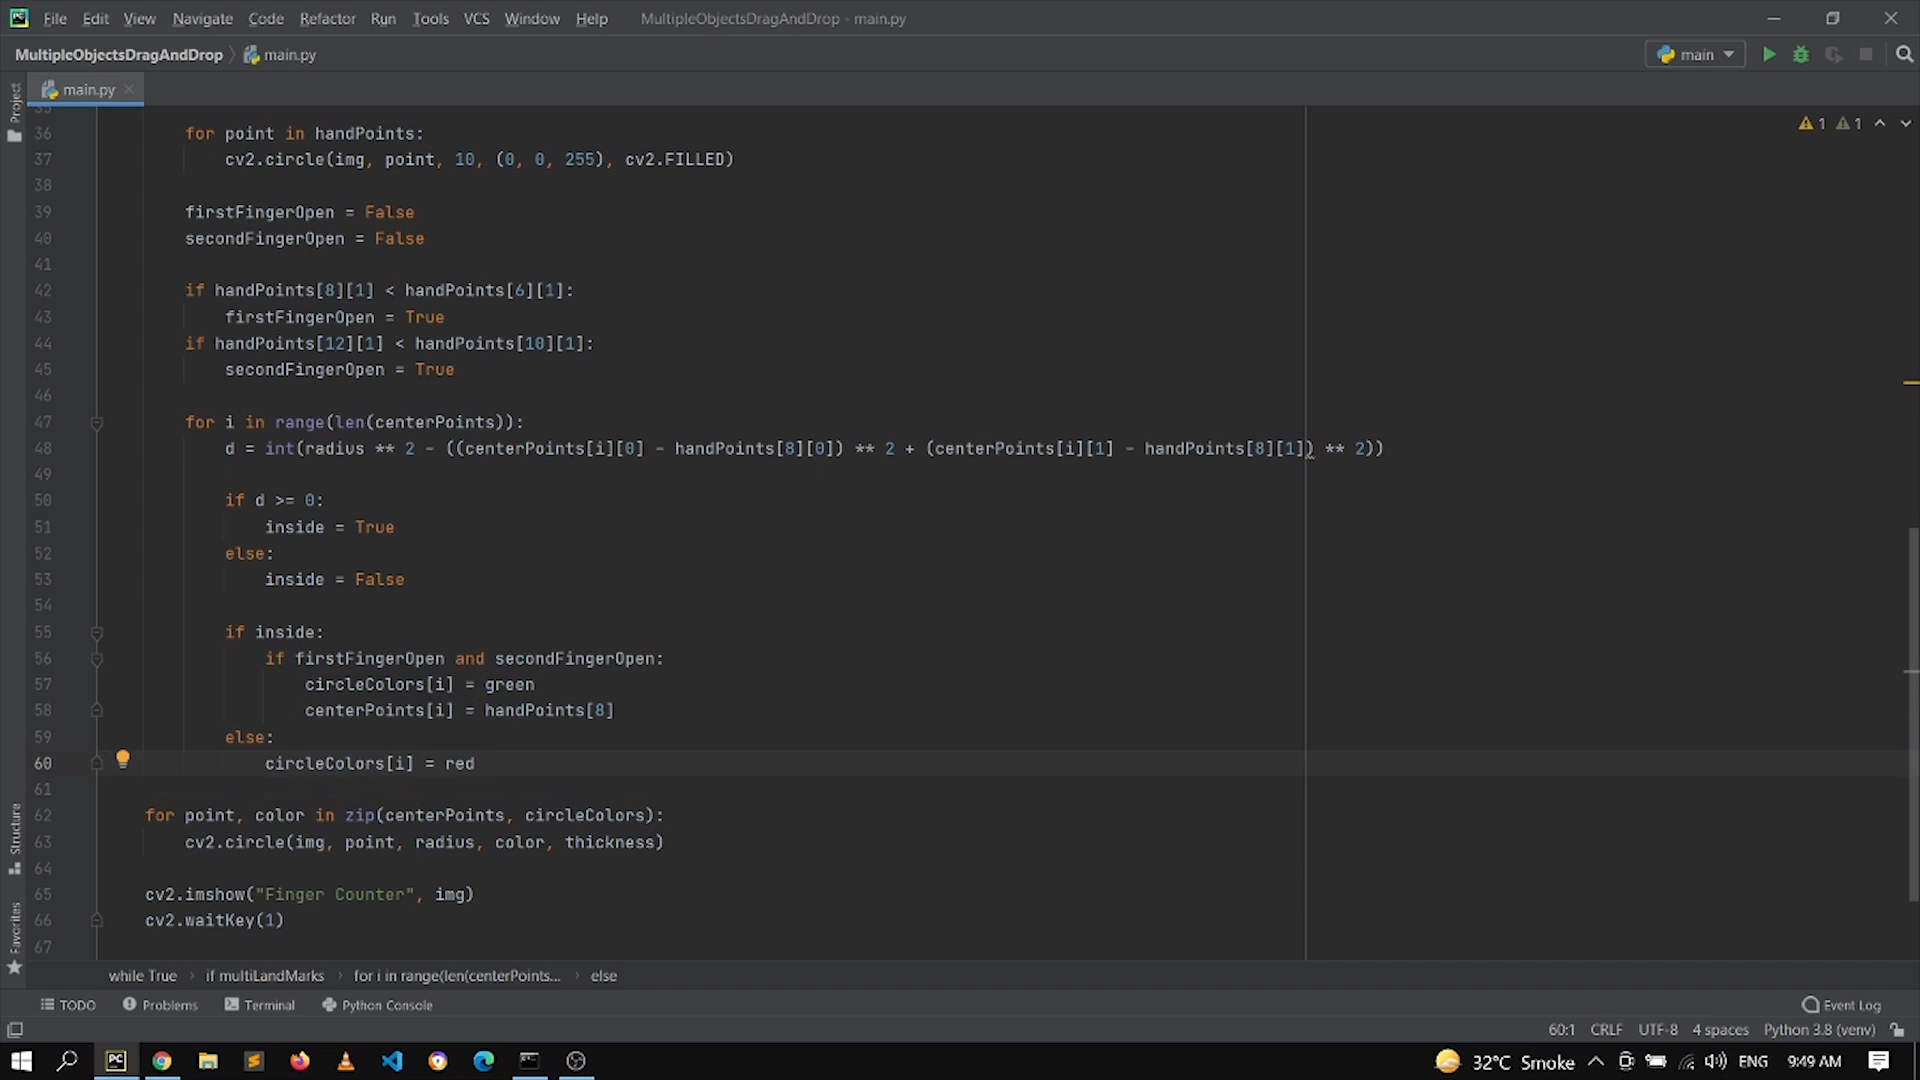 File Edit View Navigate Code Refactor Run Tools VCS Window Help MultipleObjectsDragAndDrop - main.py
MultipleObjectsDragAndDrop main.py main
Project
main.py
35
36 for point in handPoints: 1 1
37 cv2.circle(img, point, 10, (0, 0, 255), cv2.FILLED)
38
39 firstFingerOpen = False
40 secondFingerOpen = False
41
42 if handPoints[8][1] < handPoints[6][1]:
43 firstFingerOpen = True
44 if handPoints[12][1] < handPoints[10][1]:
45 secondFingerOpen = True
46
47 for i in range(len(centerPoints)):
48 d = int(radius ** 2 - ((centerPoints[i][0] - handPoints[8][0]) ** 2 + (centerPoints[i][1] - handPoints[8][1]) ** 2))
49
50 if d >= 0:
51 inside = True
52 else:
53 inside = False
54
55 if inside:
56 if firstFingerOpen and secondFingerOpen:
57 circleColors[i] = green
58 centerPoints[i] = handPoints[8]
59 else:
60 circleColors[i] = red
61
62 for point, color in zip(centerPoints, circleColors):
63 cv2.circle(img, point, radius, color, thickness)
64
65 cv2.imshow("Finger Counter", img)
66 cv2.waitKey(1)
67
Structure
Favorites
while True if multiLandMarks for i in range(len(centerPoints... else
TODO Problems Terminal Python Console Event Log
60:1 CRLF UTF-8 4 spaces Python 3.8 (venv)
PC 32°C Smoke ENG 9:49 AM